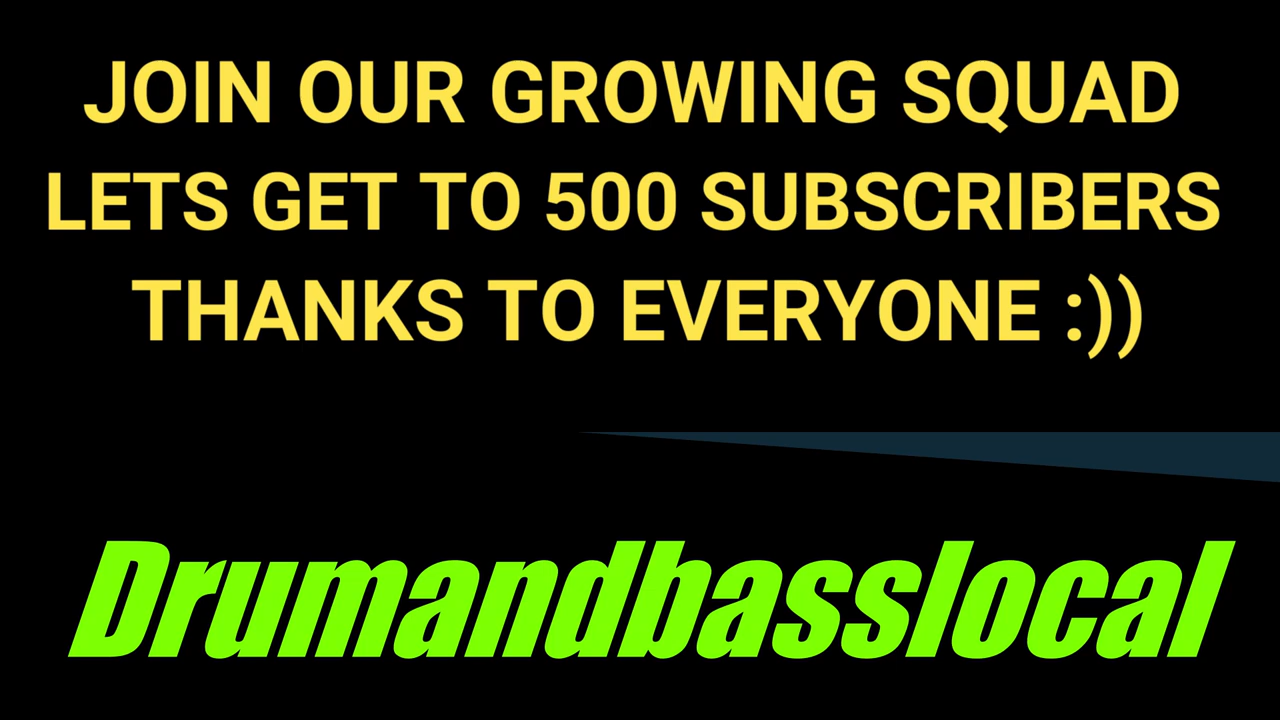 JOIN OUR GROWING SQUAD
LETS GET TO 500 SUBSCRIBERS
THANKS TO EVERYONE :))
Drumandbasslocal